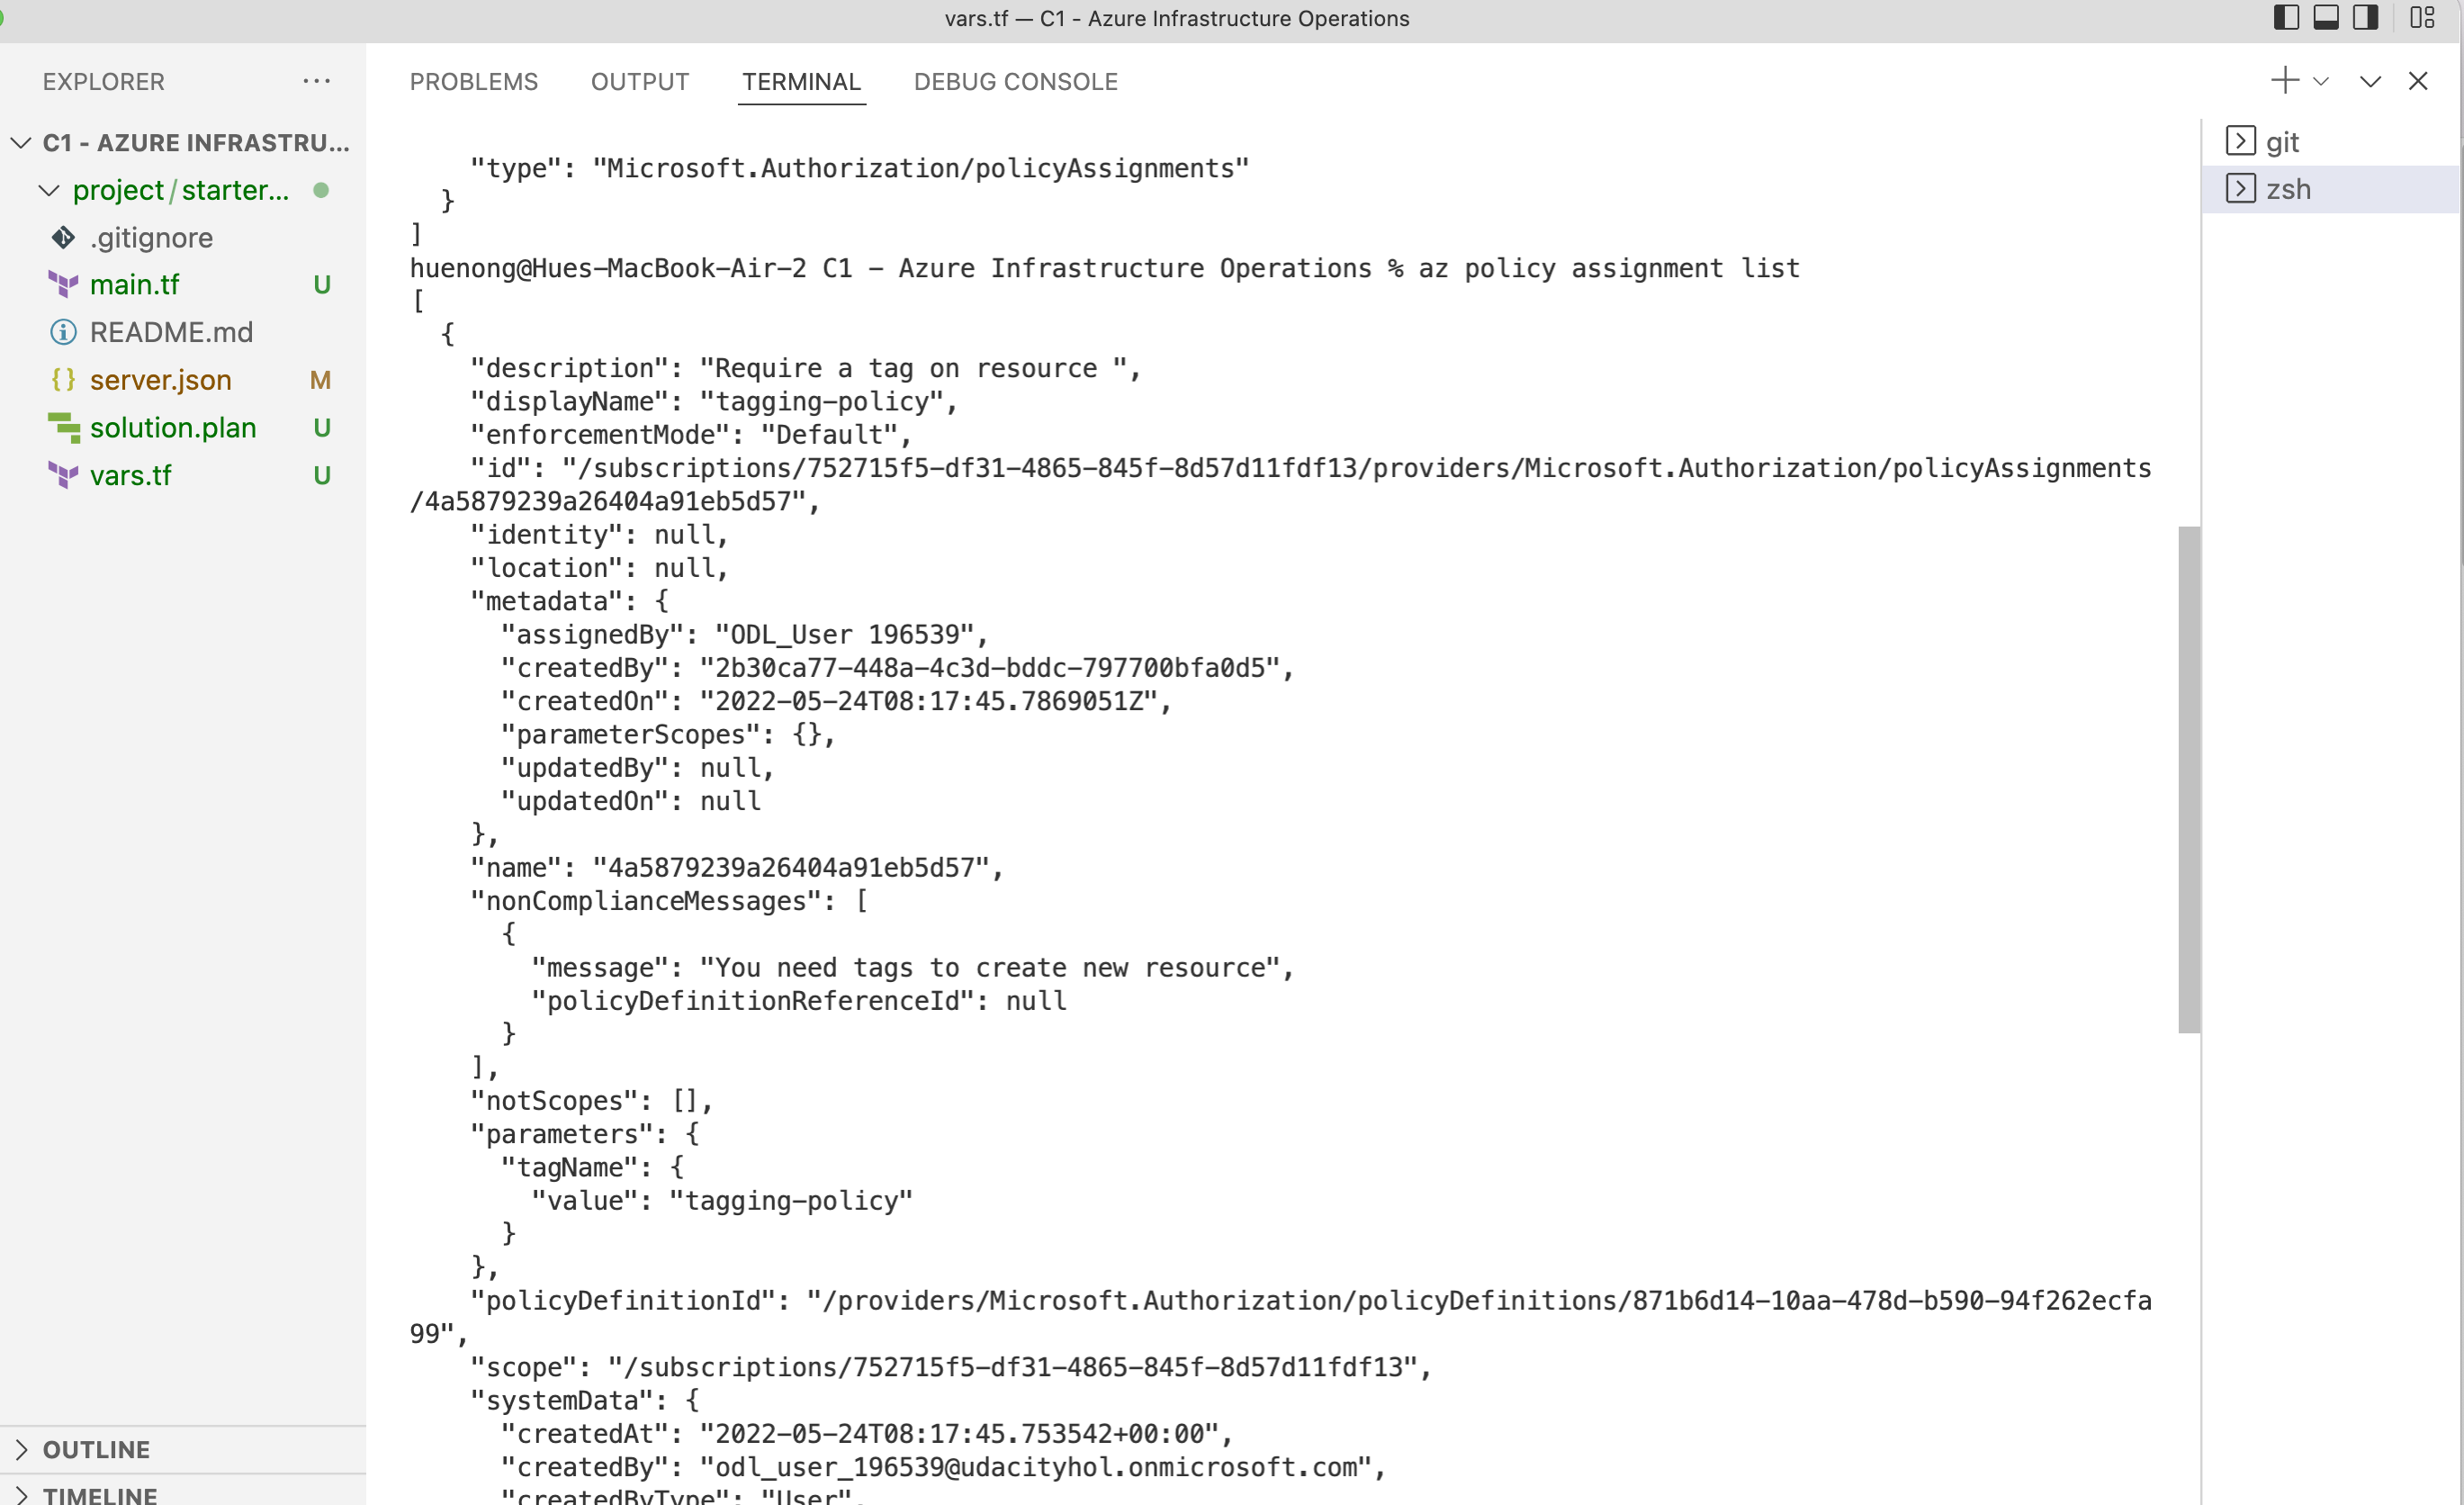 vars.tf — C1 - Azure Infrastructure Operations
EXPLORER
C1 - AZURE INFRASTRU...
project/starter...
.gitignore
main.tf U
README.md
server.json M
solution.plan U
vars.tf U
OUTLINE
TIMELINE
PROBLEMS OUTPUT TERMINAL DEBUG CONSOLE
"type": "Microsoft.Authorization/policyAssignments"
}
]
huenong@Hues-MacBook-Air-2 C1 - Azure Infrastructure Operations % az policy assignment list
[
{
"description": "Require a tag on resource ",
"displayName": "tagging-policy",
"enforcementMode": "Default",
"id": "/subscriptions/752715f5-df31-4865-845f-8d57d11fdf13/providers/Microsoft.Authorization/policyAssignments
/4a5879239a26404a91eb5d57",
"identity": null,
"location": null,
"metadata": {
"assignedBy": "ODL_User 196539",
"createdBy": "2b30ca77-448a-4c3d-bddc-797700bfa0d5",
"createdOn": "2022-05-24T08:17:45.7869051Z",
"parameterScopes": {},
"updatedBy": null,
"updatedOn": null
},
"name": "4a5879239a26404a91eb5d57",
"nonComplianceMessages": [
{
"message": "You need tags to create new resource",
"policyDefinitionReferenceId": null
}
],
"notScopes": [],
"parameters": {
"tagName": {
"value": "tagging-policy"
}
},
"policyDefinitionId": "/providers/Microsoft.Authorization/policyDefinitions/871b6d14-10aa-478d-b590-94f262ecfa
99",
"scope": "/subscriptions/752715f5-df31-4865-845f-8d57d11fdf13",
"systemData": {
"createdAt": "2022-05-24T08:17:45.753542+00:00",
"createdBy": "odl_user_196539@udacityhol.onmicrosoft.com",
"createdByType": "User",
git
zsh